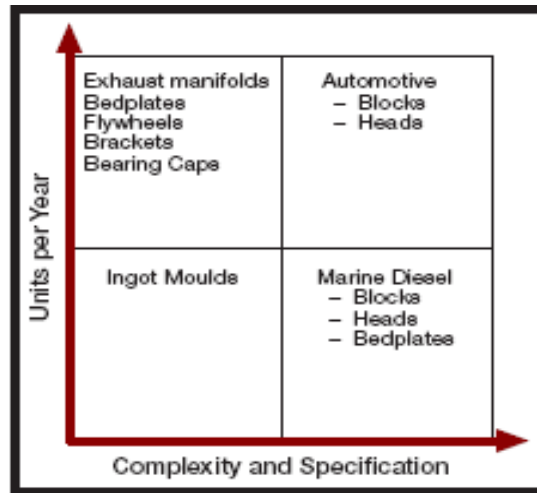 Units per Year
Exhaust manifolds
Bedplates
Flywheels
Brackets
Bearing Caps
Automotive
– Blocks
– Heads
Ingot Moulds
Marine Diesel
– Blocks
– Heads
– Bedplates
Complexity and Specification